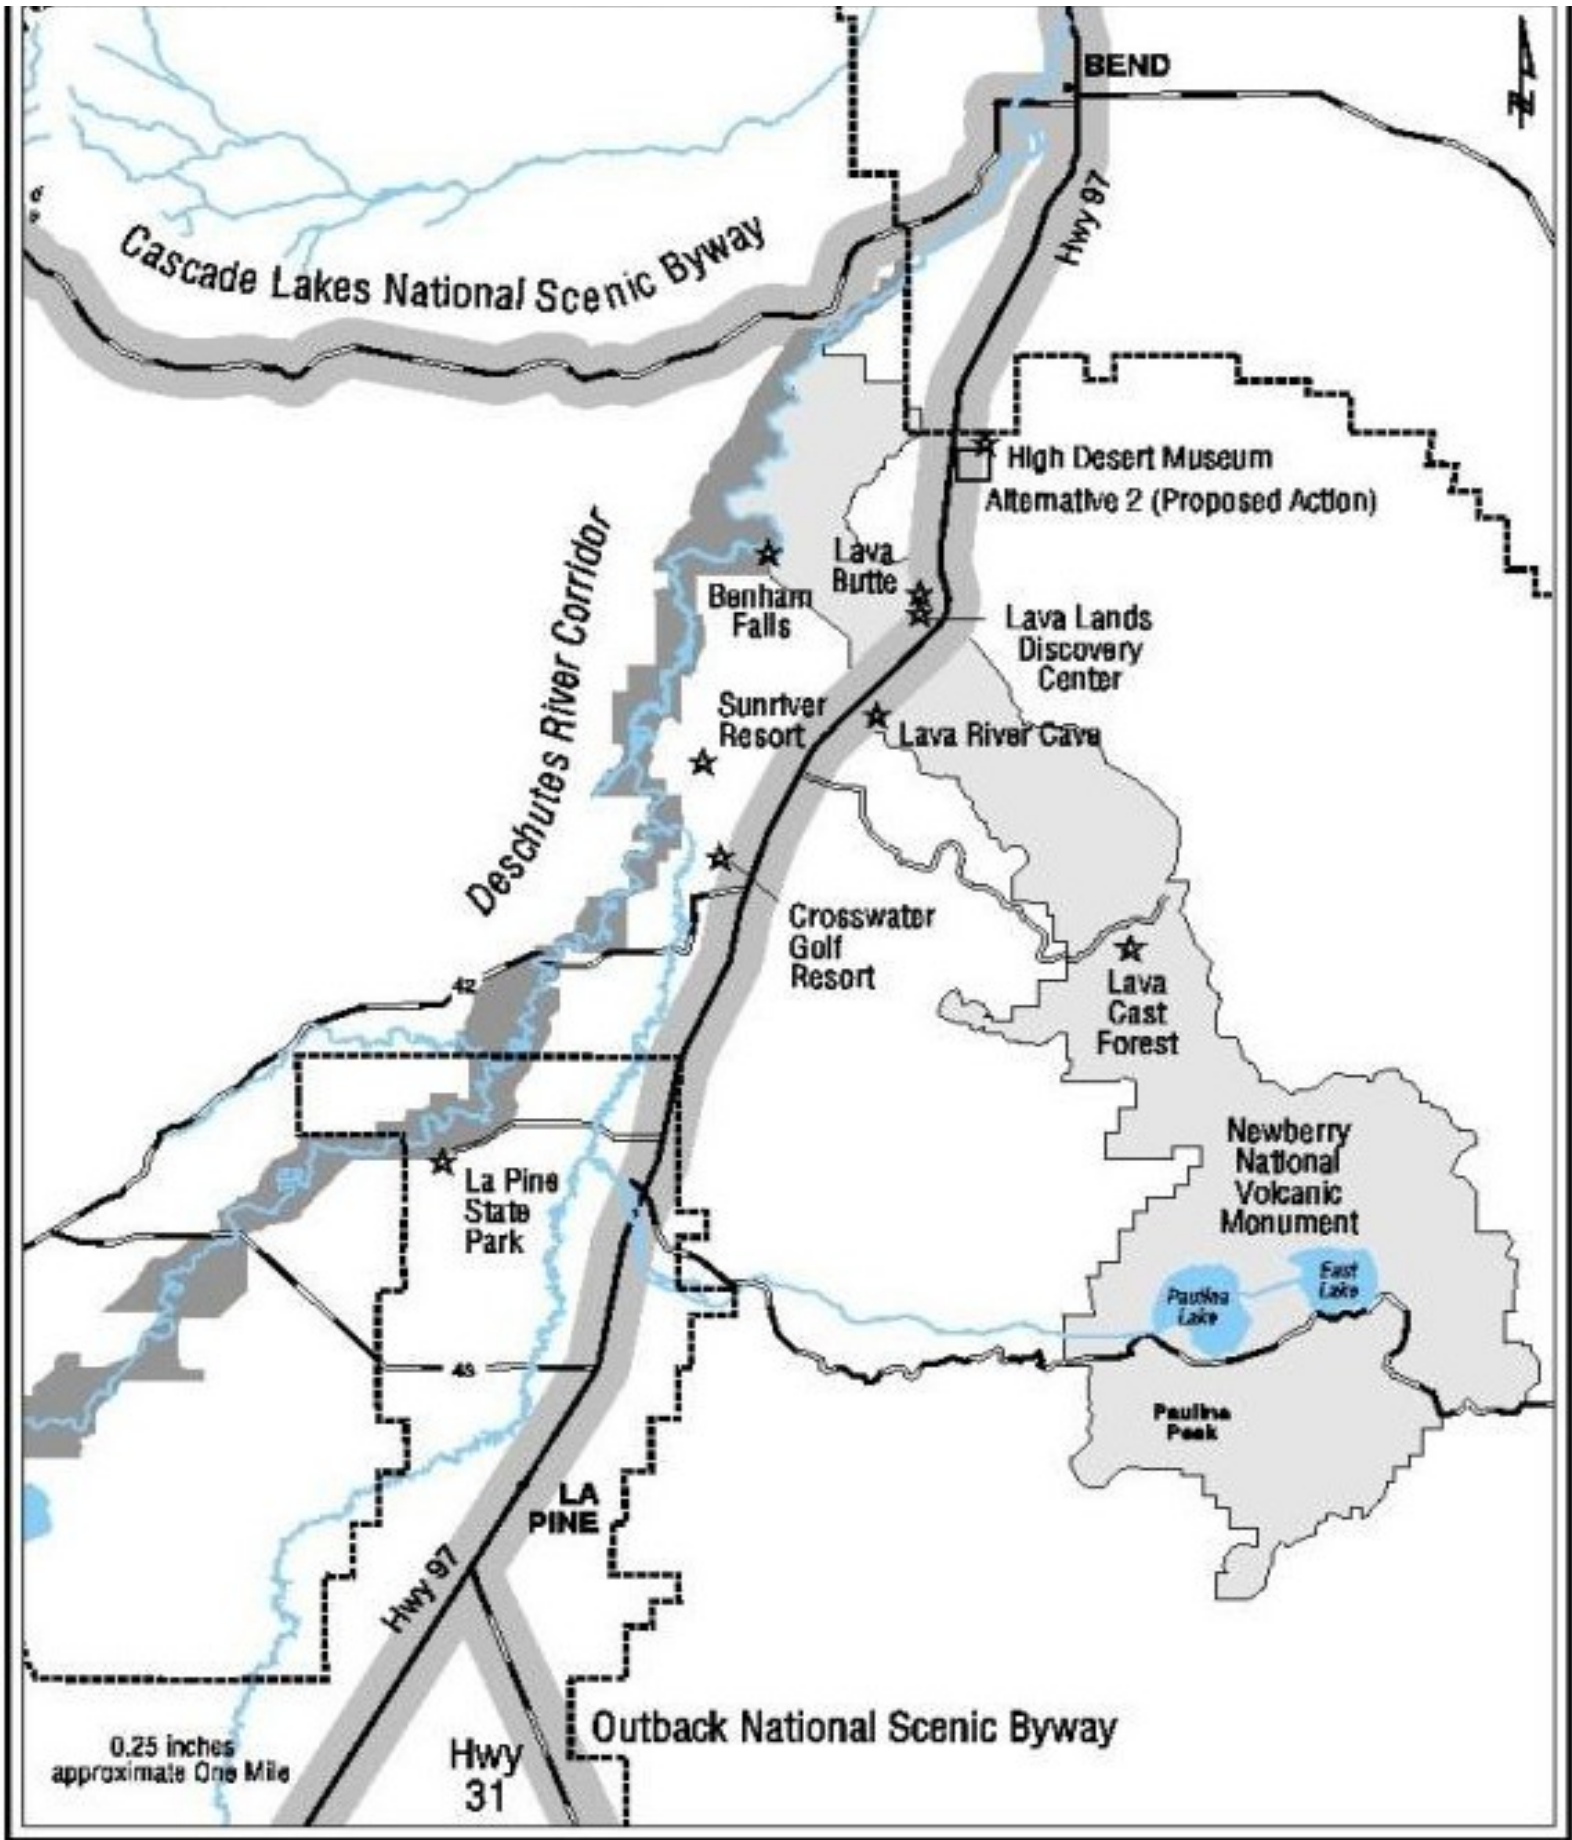 BEND
Hwy 97
Cascade Lakes National Scenic Byway
High Desert Museum
Alternative 2 (Proposed Action)
Deschutes River Corridor
Lava
Butte
Benham
Falls
Lava Lands
Discovery
Center
Sunriver
Resort
Lava River Cave
Crosswater
Golf
Resort
42
Lava
Cast
Forest
Newberry
National
Volcanic
Monument
La Pine
State
Park
East
Lake
Paulina
Lake
43
Paulina
Peak
LA
PINE
Hwy 97
Outback National Scenic Byway
0.25 inches
approximate One Mile
Hwy
31